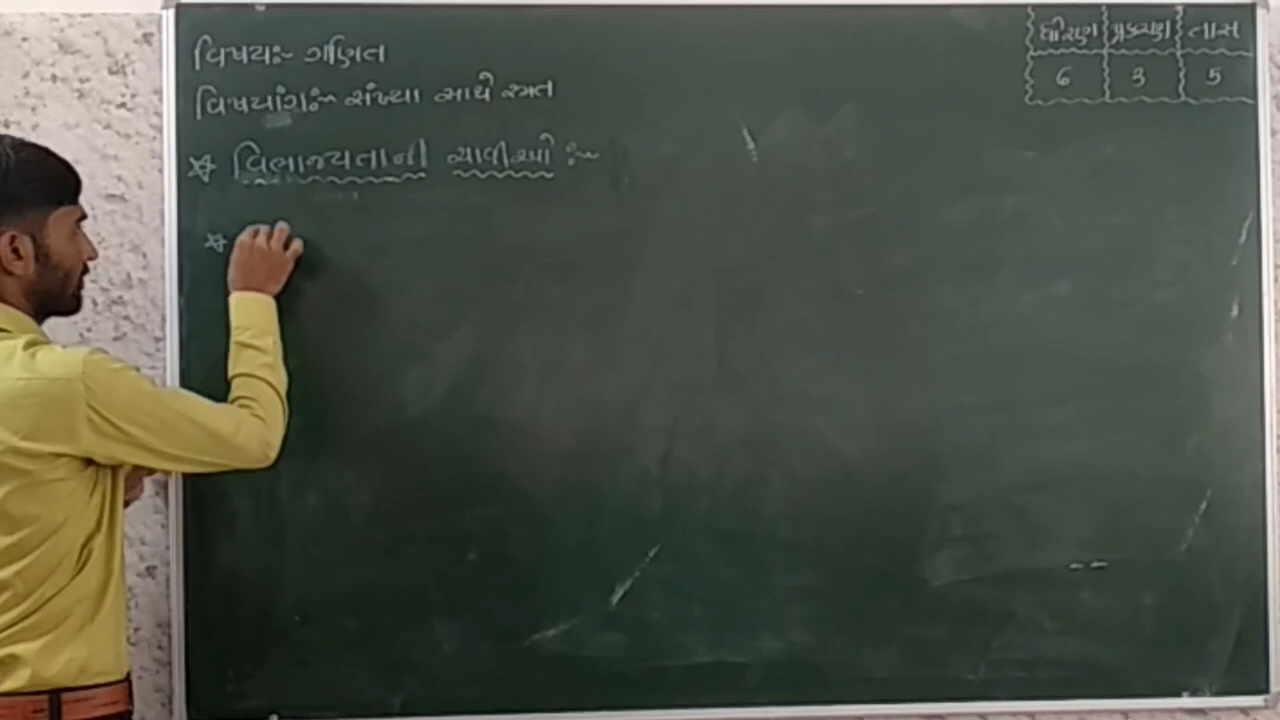 વિષયઃ- ગણિત
વિષયાંગઃ- સંખ્યા સાથે રમત
☆ વિભાજ્યતાની ચાવીઓ :-
☆
ધોરણ પ્રકરણ તાસ
6 3 5